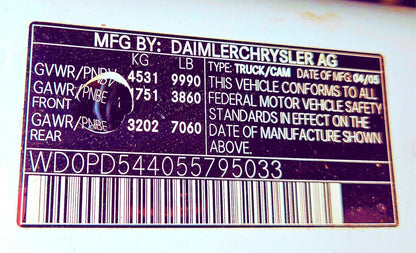 MFG BY: DAIMLERCHRYSLER AG
KG LB
GVWR/PNBV 4531 9990
GAWR/PNBE 1751 3860
FRONT
GAWR/PNBE 3202 7060
REAR
TYPE: TRUCK/CAM DATE OF MFG: 04/05
THIS VEHICLE CONFORMS TO ALL
FEDERAL MOTOR VEHICLE SAFETY
STANDARDS IN EFFECT ON THE
DATE OF MANUFACTURE SHOWN
ABOVE.
WD0PD544055795033